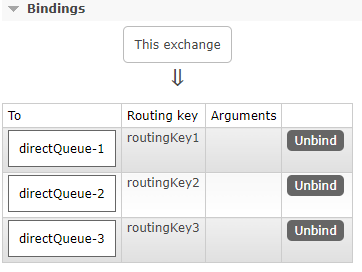 Bindings
This exchange
⇓
To Routing key Arguments
directQueue-1 routingKey1 Unbind
directQueue-2 routingKey2 Unbind
directQueue-3 routingKey3 Unbind